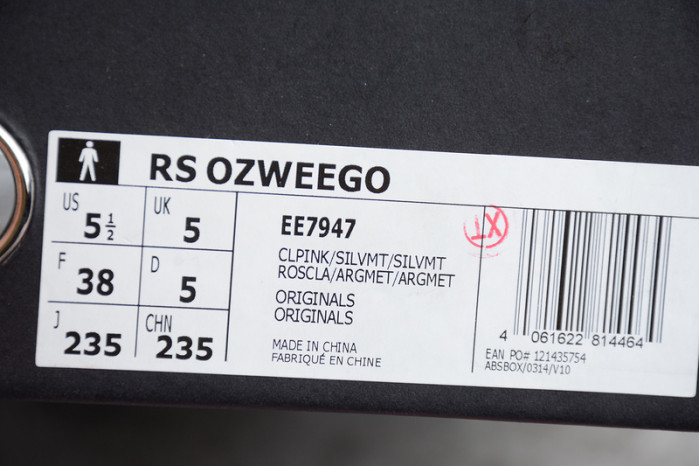 RS OZWEEGO
US 5 1/2
UK 5
F 38
D 5
J 235
CHN 235
EE7947
CLPINK/SILVMT/SILVMT
ROSCLA/ARGMET/ARGMET
ORIGINALS
ORIGINALS
MADE IN CHINA
FABRIQUÉ EN CHINE
XT
4 061622 814464
EAN PO# 121435754
ABSBOX/0314/V10